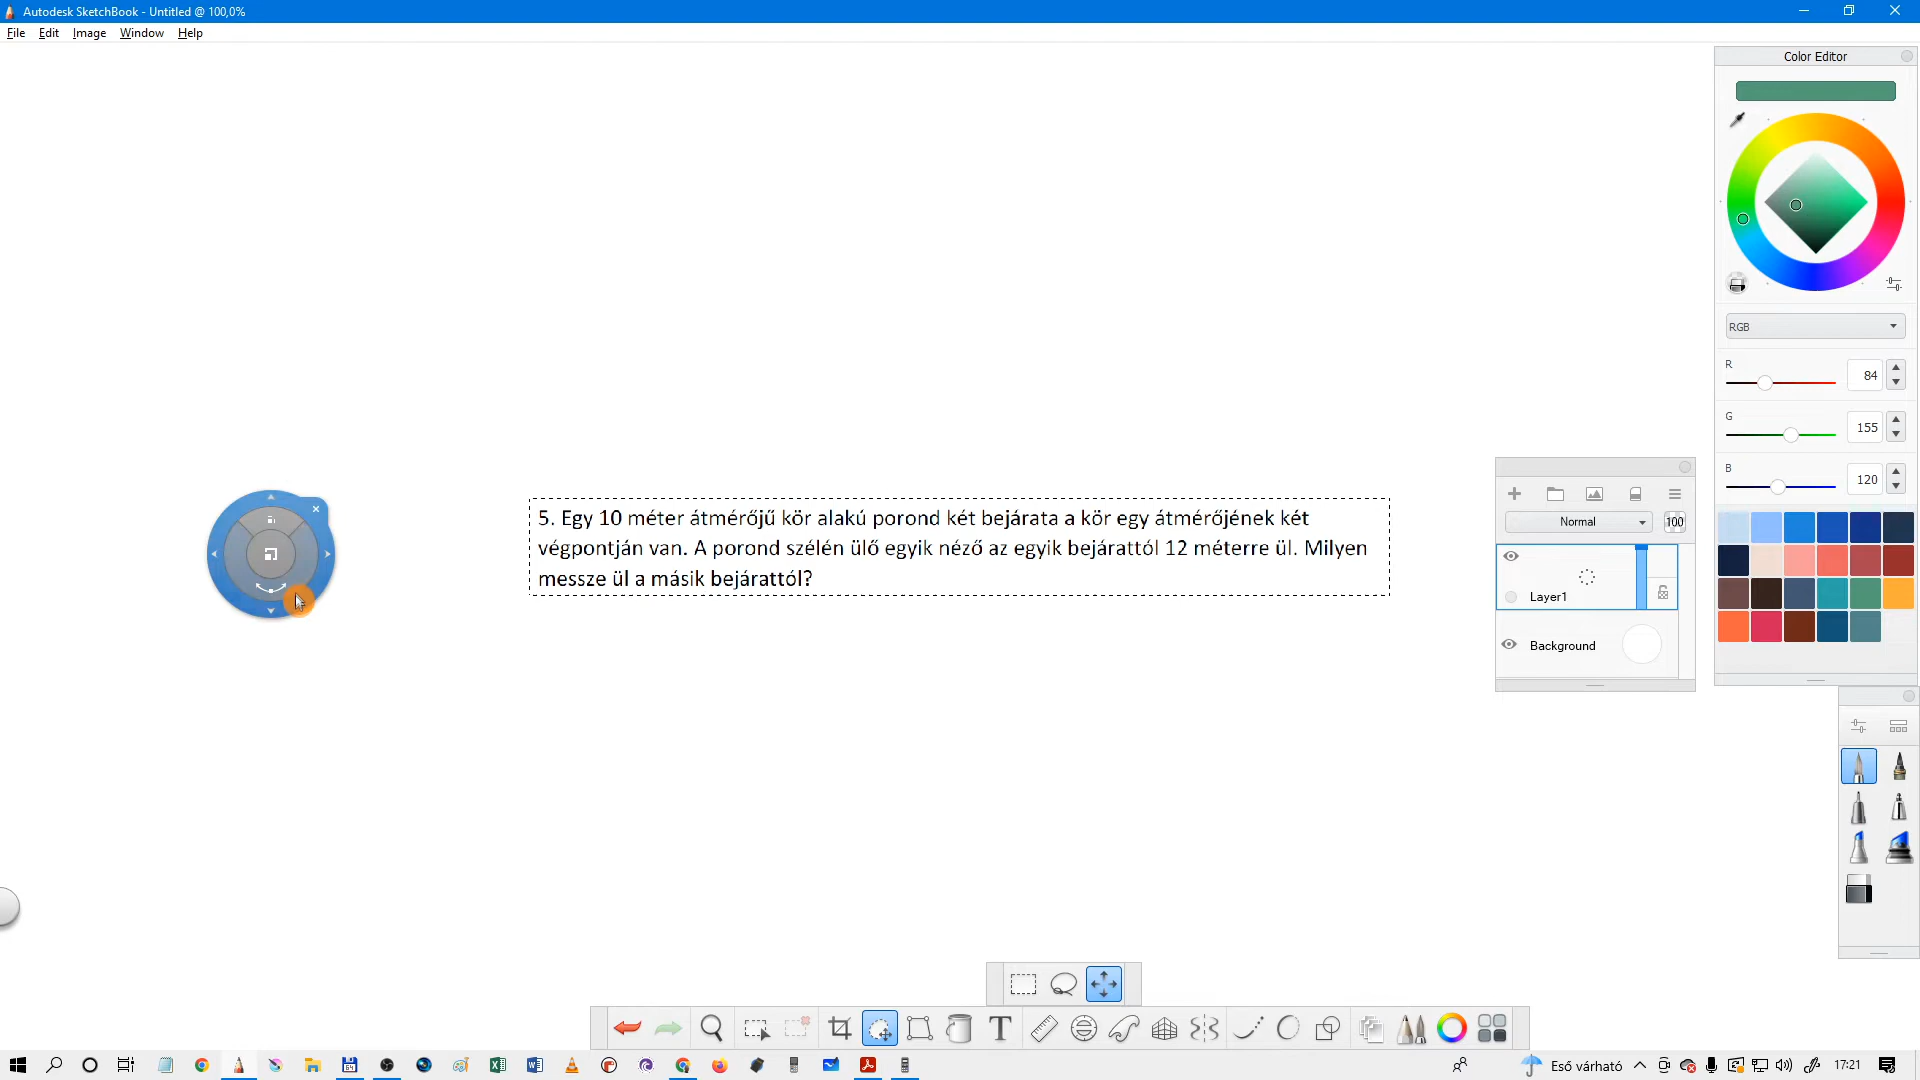 Autodesk SketchBook - Untitled @ 100,0%
File Edit Image Window Help
Color Editor
RGB
R 84
G 155
B 120
5. Egy 10 méter átmérőjű kör alakú porond két bejárata a kör egy átmérőjének két
végpontján van. A porond szélén ülő egyik néző az egyik bejárattól 12 méterre ül. Milyen
messze ül a másik bejárattól?
Normal 100
Layer1
Background
T
64
Eső várható 17:21